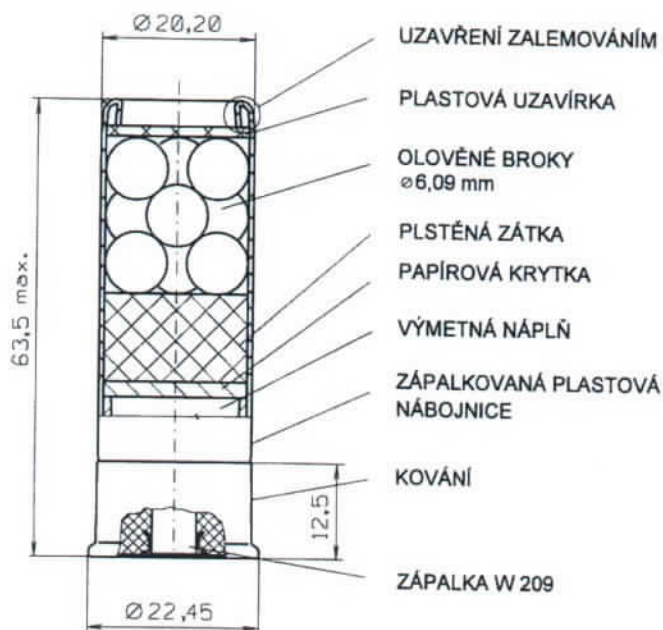 Ø20,20
UZAVŘENÍ ZALEMOVÁNÍM
PLASTOVÁ UZAVÍRKA
OLOVĚNÉ BROKY
ø6,09 mm
PLSTĚNÁ ZÁTKA
PAPÍROVÁ KRYTKA
VÝMETNÁ NÁPLŇ
ZÁPALKOVANÁ PLASTOVÁ
NÁBOJNICE
KOVÁNÍ
ZÁPALKA W 209
63,5 max.
12,5
Ø22,45